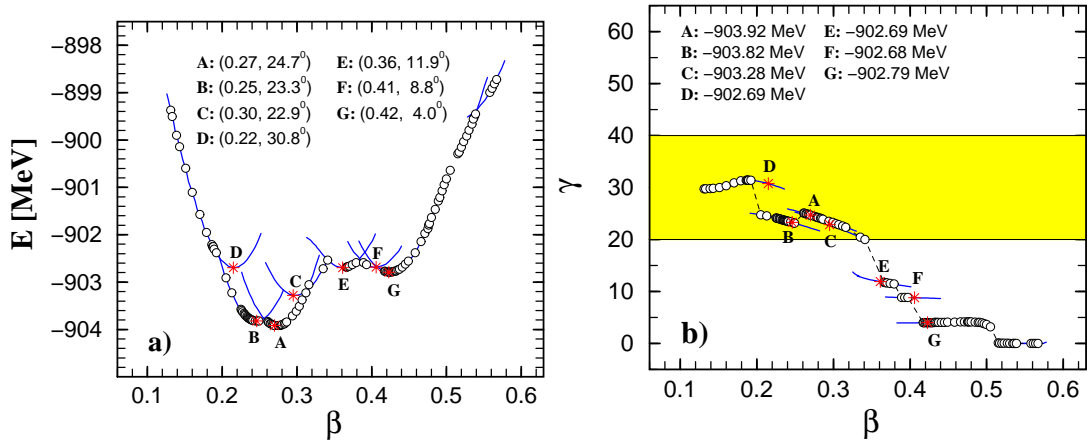 −898
−899
−900
−901
−902
−903
−904
E [MeV]
A: (0.27, 24.7⁰) E: (0.36, 11.9⁰)
B: (0.25, 23.3⁰) F: (0.41, 8.8⁰)
C: (0.30, 22.9⁰) G: (0.42, 4.0⁰)
D: (0.22, 30.8⁰)
D
C
E
F
G
B
A
a)
0.1 0.2 0.3 0.4 0.5 0.6
β
60
50
40
30
20
10
0
γ
A: −903.92 MeV E: −902.69 MeV
B: −903.82 MeV F: −902.68 MeV
C: −903.28 MeV G: −902.79 MeV
D: −902.69 MeV
D
A
B
C
E
F
G
b)
0.1 0.2 0.3 0.4 0.5 0.6
β